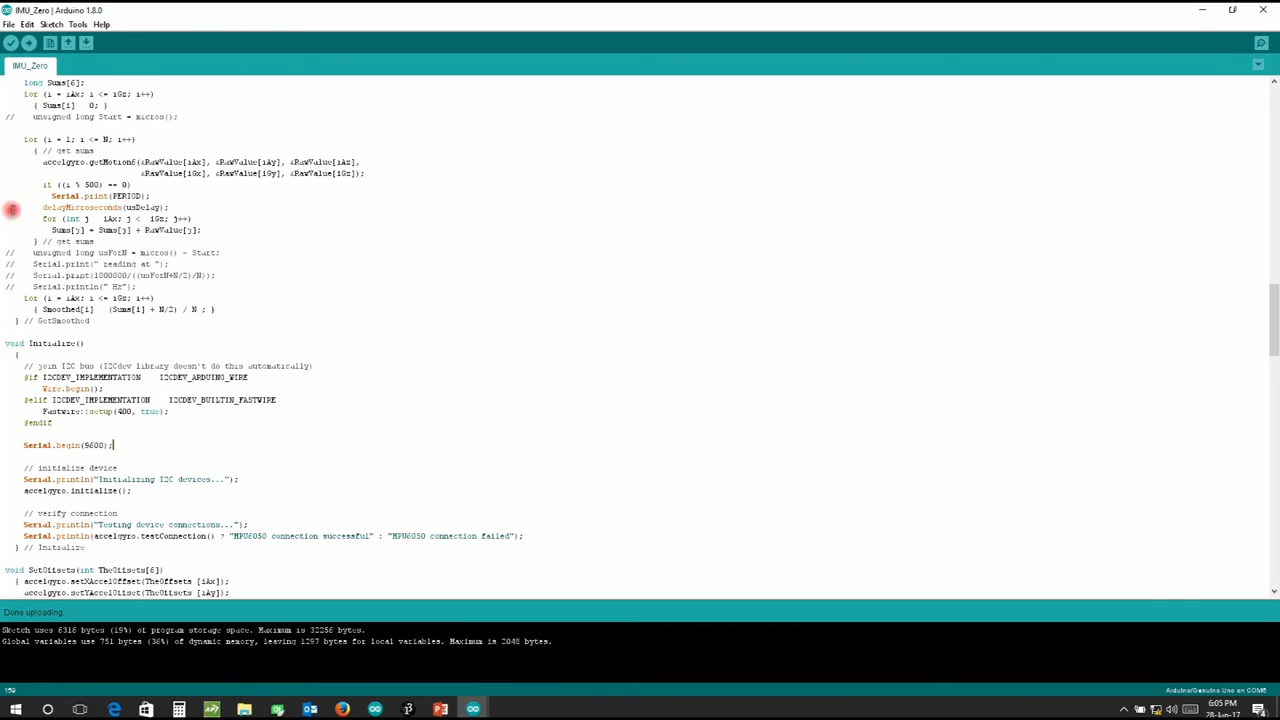 IMU_Zero | Arduino 1.8.0
File Edit Sketch Tools Help
IMU_Zero
long Sums[6];
for (i = iAx; i <= iGz; i++)
{ Sums[i] 0; }
// unsigned long Start = micros();
for (i = 1; i <= N; i++)
{ // get sums
accelgyro.getMotion6(&RawValue[iAx], &RawValue[iAy], &RawValue[iAz],
&RawValue[iGx], &RawValue[iGy], &RawValue[iGz]);
if ((i % 500) == 0)
Serial.print(PERIOD);
delayMicroseconds(usDelay);
for (int j iAx; j < iGz; j++)
Sums[j] = Sums[j] + RawValue[j];
} // get sums
// unsigned long usForN = micros() - Start;
// Serial.print(" reading at ");
// Serial.print(1000000/((usForN+N/2)/N));
// Serial.println(" Hz");
for (i = iAx; i <= iGz; i++)
{ Smoothed[i] (Sums[i] + N/2) / N ; }
} // GetSmoothed
void Initialize()
{
// join I2C bus (I2Cdev library doesn't do this automatically)
#if I2CDEV_IMPLEMENTATION I2CDEV_ARDUINO_WIRE
Wire.begin();
#elif I2CDEV_IMPLEMENTATION I2CDEV_BUILTIN_FASTWIRE
Fastwire::setup(400, true);
#endif
Serial.begin(9600);
// initialize device
Serial.println("Initializing I2C devices...");
accelgyro.initialize();
// verify connection
Serial.println("Testing device connections...");
Serial.println(accelgyro.testConnection() ? "MPU6050 connection successful" : "MPU6050 connection failed");
} // Initialize
void SetOffsets(int TheOffsets[6])
{ accelgyro.setXAccelOffset(TheOffsets [iAx]);
accelgyro.setYAccelOffset(TheOffsets [iAy]);
Done uploading.
Sketch uses 6316 bytes (19%) of program storage space. Maximum is 32256 bytes.
Global variables use 751 bytes (36%) of dynamic memory, leaving 1297 bytes for local variables. Maximum is 2048 bytes.
159 Arduino/Genuino Uno on COM5
6:05 PM
28-Jun-17